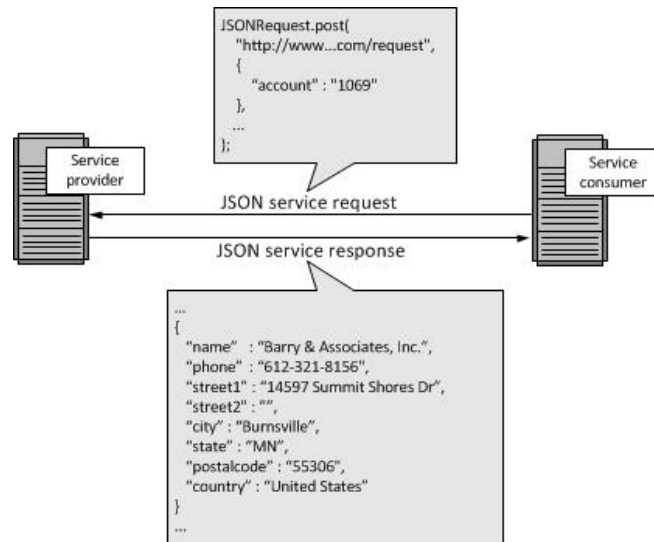 JSONRequest.post(
"http://www...com/request",
{
"account" : "1069"
},
...
);
Service
provider
Service
consumer
JSON service request
JSON service response
...
{
"name" : "Barry & Associates, Inc.",
"phone" : "612-321-8156",
"street1" : "14597 Summit Shores Dr",
"street2" : "",
"city" : "Burnsville",
"state" : "MN",
"postalcode" : "55306",
"country" : "United States"
}
...